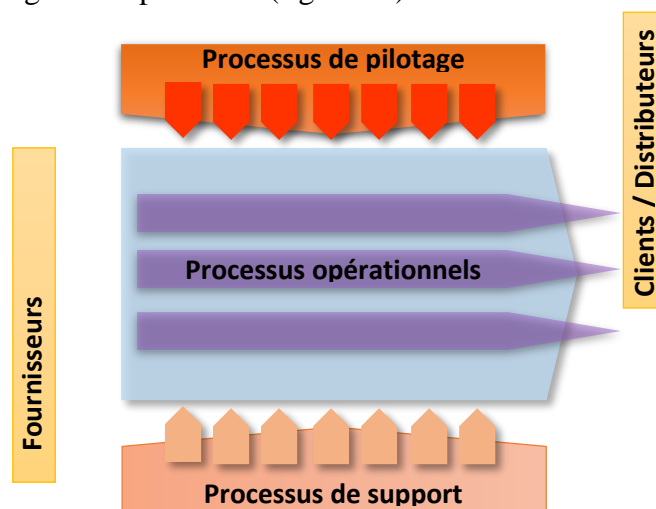 Processus de pilotage
Clients / Distributeurs
Processus opérationnels
Fournisseurs
Processus de support